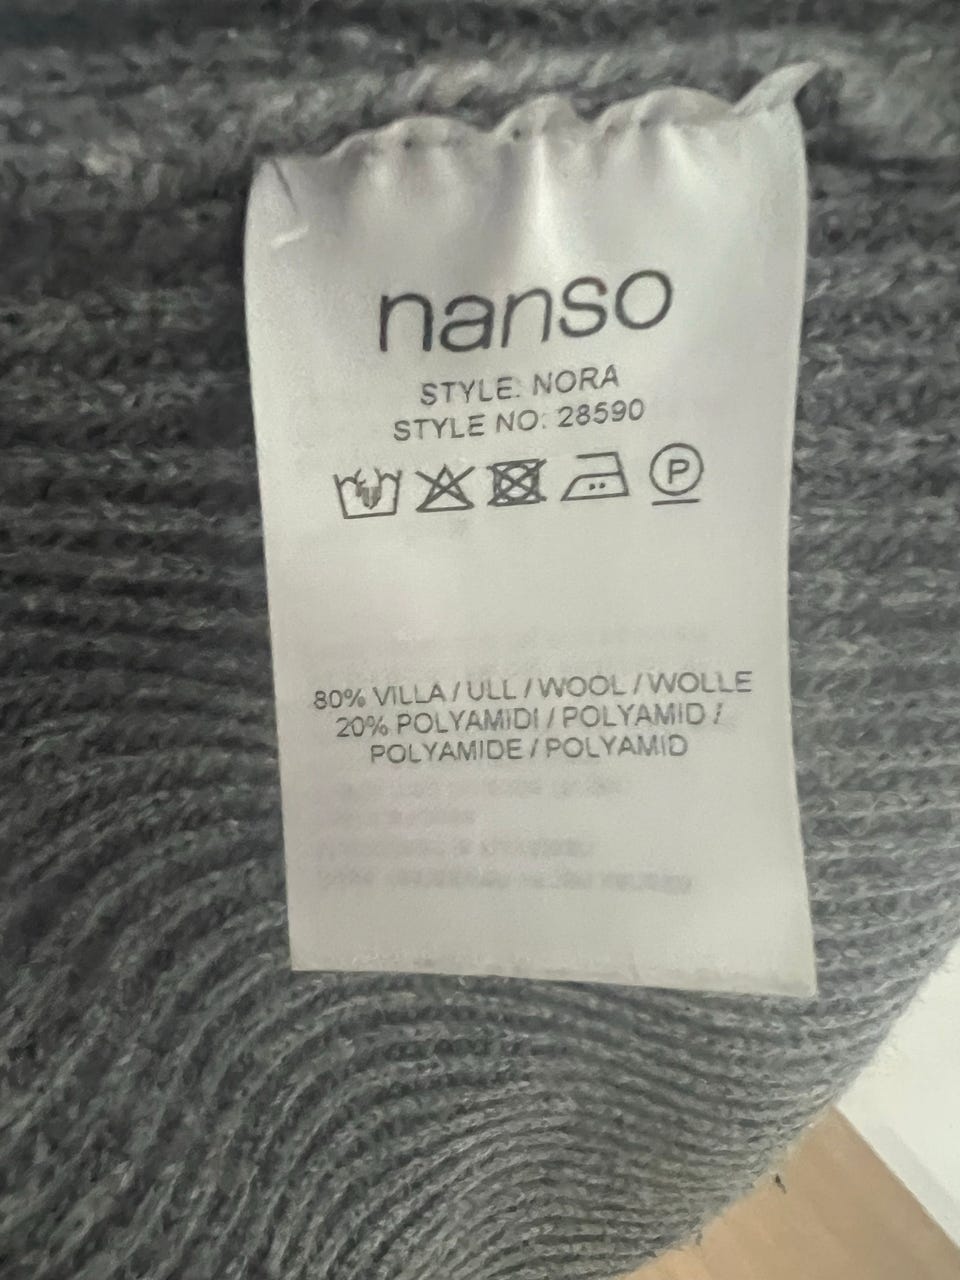 nanso
STYLE: NORA
STYLE NO: 28590
P
80% VILLA / ULL / WOOL / WOLLE
20% POLYAMIDI / POLYAMID /
POLYAMIDE / POLYAMID